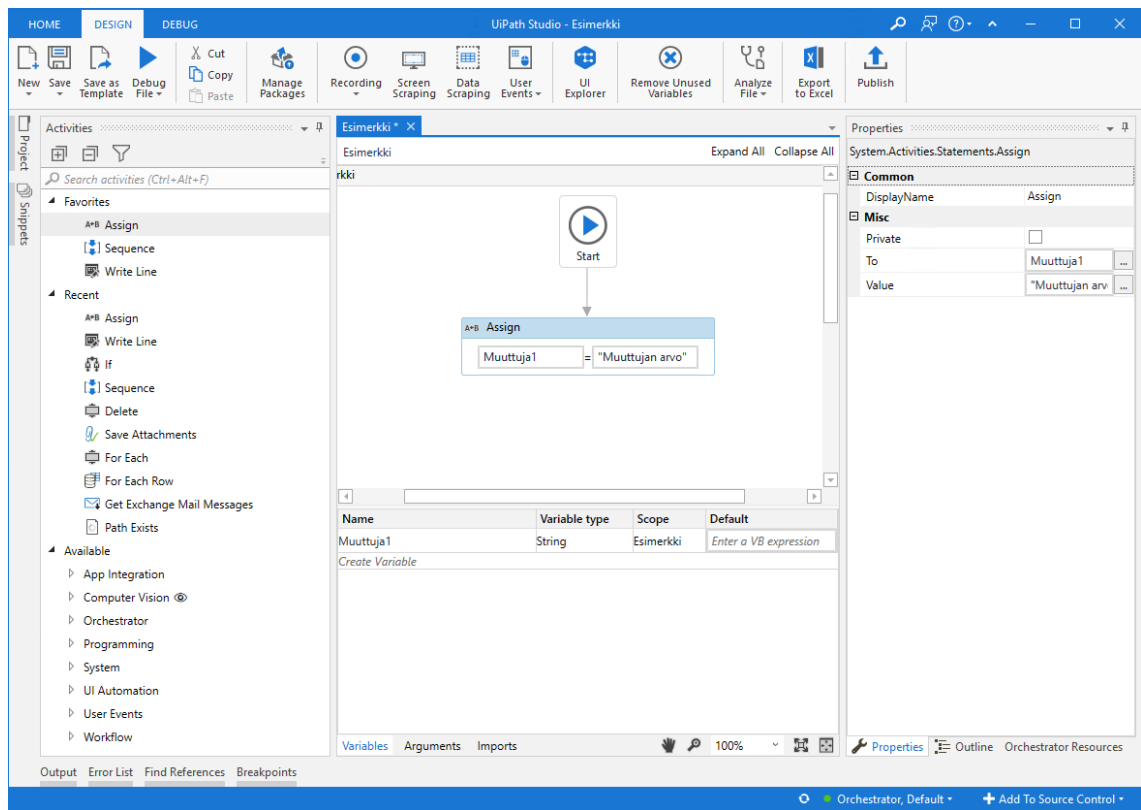 HOME DESIGN DEBUG UiPath Studio - Esimerkki
New Save Save as Template Debug File Cut Copy Paste Manage Packages Recording Screen Scraping Data Scraping User Events UI Explorer Remove Unused Variables Analyze File Export to Excel Publish
Project
Snippets
Activities
Search activities (Ctrl+Alt+F)
Favorites
A+B Assign
Sequence
Write Line
Recent
A+B Assign
Write Line
If
Sequence
Delete
Save Attachments
For Each
For Each Row
Get Exchange Mail Messages
Path Exists
Available
App Integration
Computer Vision
Orchestrator
Programming
System
UI Automation
User Events
Workflow
Esimerkki *
Esimerkki Expand All Collapse All
rkki
Start
A+B Assign
Muuttuja1 = "Muuttujan arvo"
Name Variable type Scope Default
Muuttuja1 String Esimerkki Enter a VB expression
Create Variable
Variables Arguments Imports 100%
Properties
System.Activities.Statements.Assign
Common
DisplayName Assign
Misc
Private
To Muuttuja1 ...
Value "Muuttujan arv ...
Properties Outline Orchestrator Resources
Output Error List Find References Breakpoints
Orchestrator, Default Add To Source Control